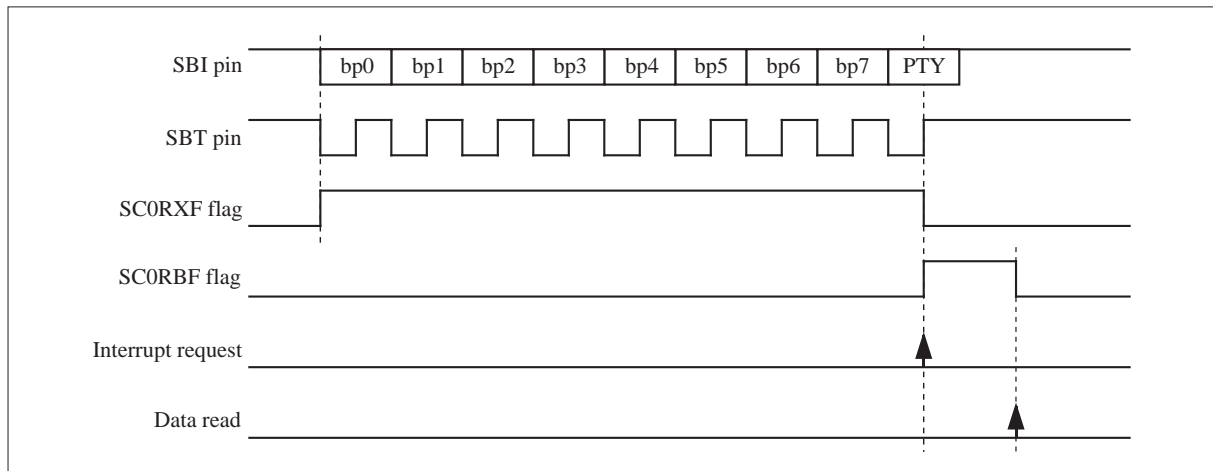 SBI pin
bp0 bp1 bp2 bp3 bp4 bp5 bp6 bp7 PTY
SBT pin
SC0RXF flag
SC0RBF flag
Interrupt request
Data read